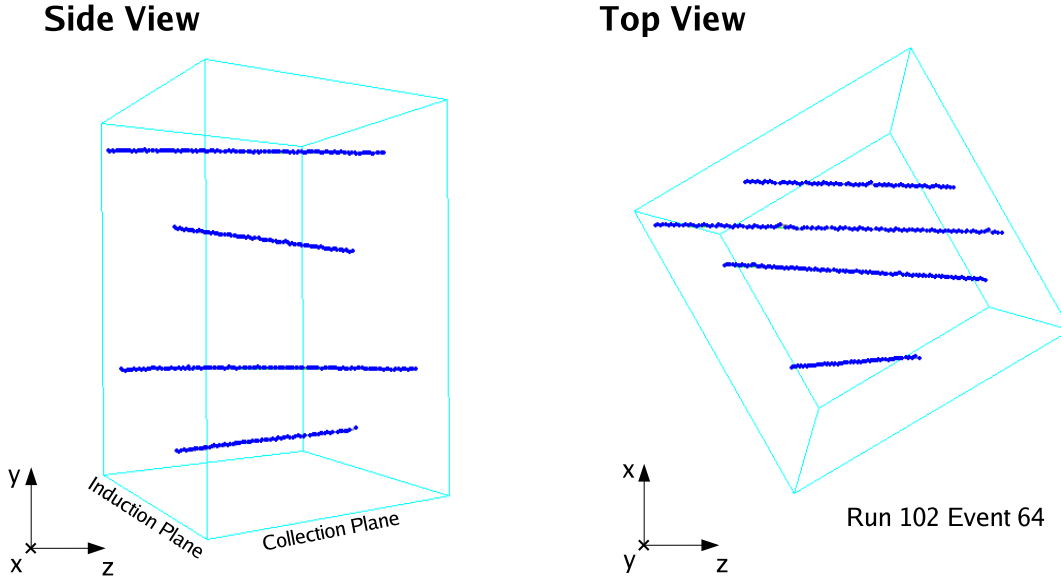 Side View
Top View
y
x
z
Induction Plane
Collection Plane
x
y
z
Run 102 Event 64